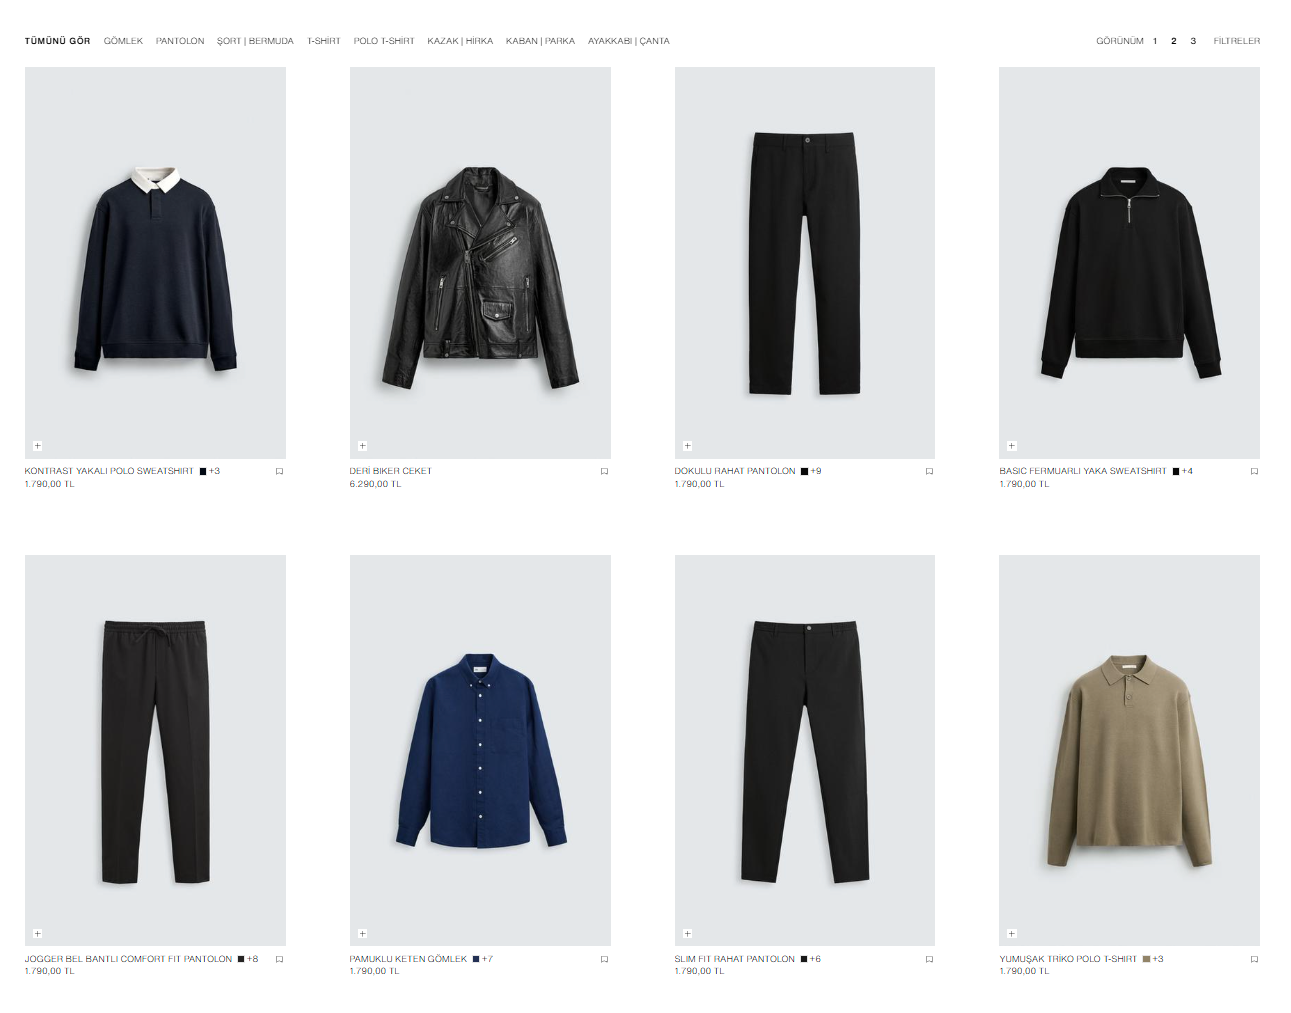 TÜMÜNÜ GÖR GÖMLEK PANTOLON ŞORT | BERMUDA T-SHIRT POLO T-SHIRT KAZAK | HIRKA KABAN | PARKA AYAKKABI | ÇANTA GÖRÜNÜM 1 2 3 FİLTRELER
KONTRAST YAKALI POLO SWEATSHIRT +3
1.790,00 TL
DERİ BIKER CEKET
6.290,00 TL
DOKULU RAHAT PANTOLON +9
1.790,00 TL
BASIC FERMUARLI YAKA SWEATSHIRT +4
1.790,00 TL
JOGGER BEL BANTLI COMFORT FIT PANTOLON +8
1.790,00 TL
PAMUKLU KETEN GÖMLEK +7
1.790,00 TL
SLIM FIT RAHAT PANTOLON +6
1.790,00 TL
YUMUŞAK TRİKO POLO T-SHIRT +3
1.790,00 TL